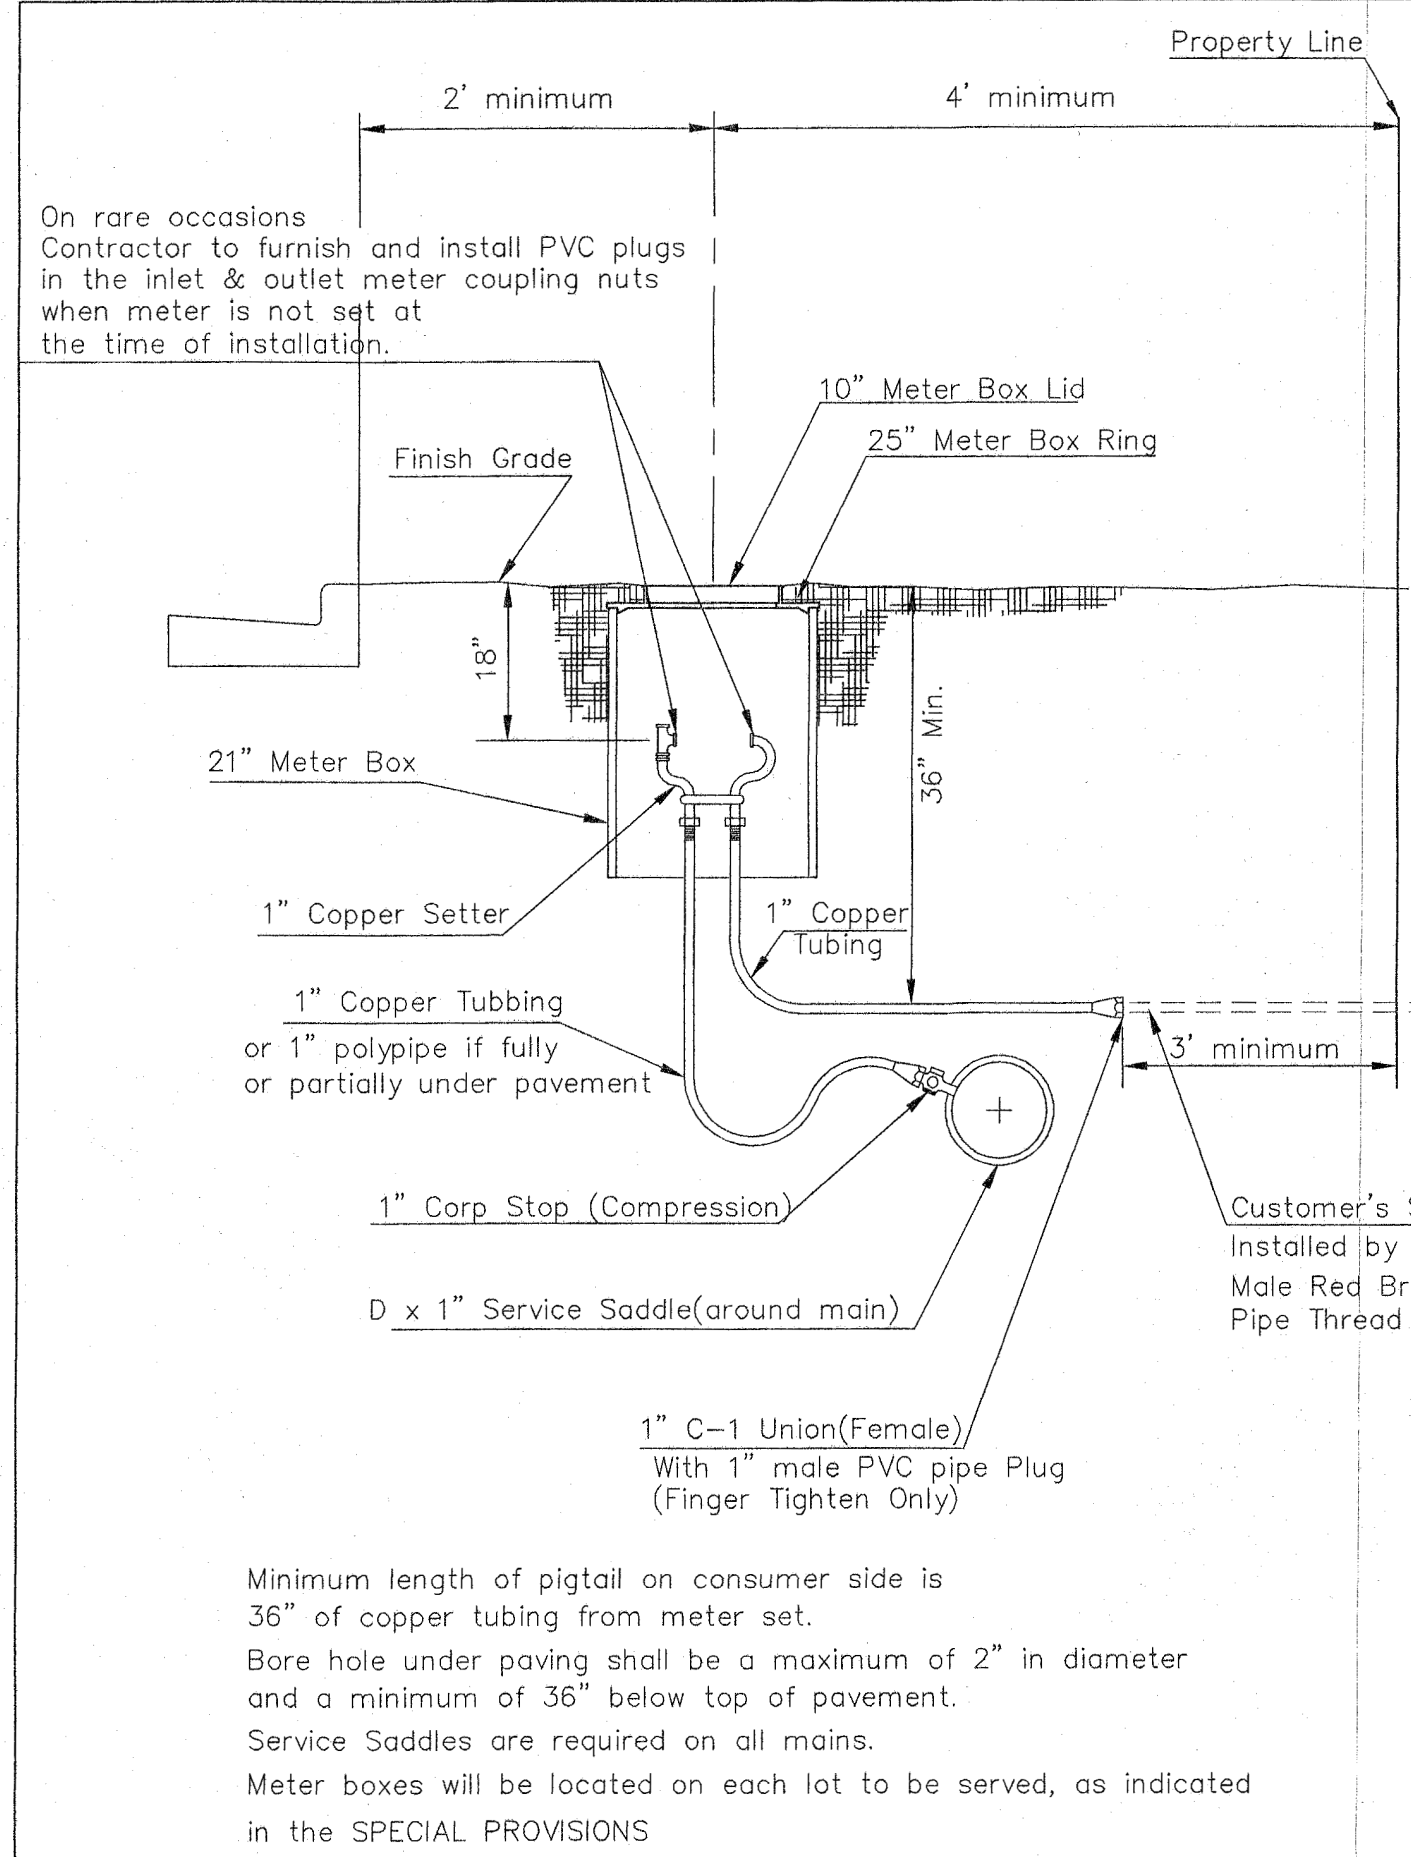 Property Line
2' minimum
4' minimum
On rare occasions
Contractor to furnish and install PVC plugs
in the inlet & outlet meter coupling nuts
when meter is not set at
the time of installation.
10" Meter Box Lid
25" Meter Box Ring
Finish Grade
18"
36" Min.
21" Meter Box
1" Copper Setter
1" Copper
Tubing
1" Copper Tubbing
or 1" polypipe if fully
or partially under pavement
3' minimum
1" Corp Stop (Compression)
Customer's
Installed by
Male Red
Pipe Thread
D x 1" Service Saddle(around main)
1" C-1 Union(Female)
With 1" male PVC pipe Plug
(Finger Tighten Only)
Minimum length of pigtail on consumer side is
36" of copper tubing from meter set.
Bore hole under paving shall be a maximum of 2" in diameter
and a minimum of 36" below top of pavement.
Service Saddles are required on all mains.
Meter boxes will be located on each lot to be served, as indicated
in the SPECIAL PROVISIONS